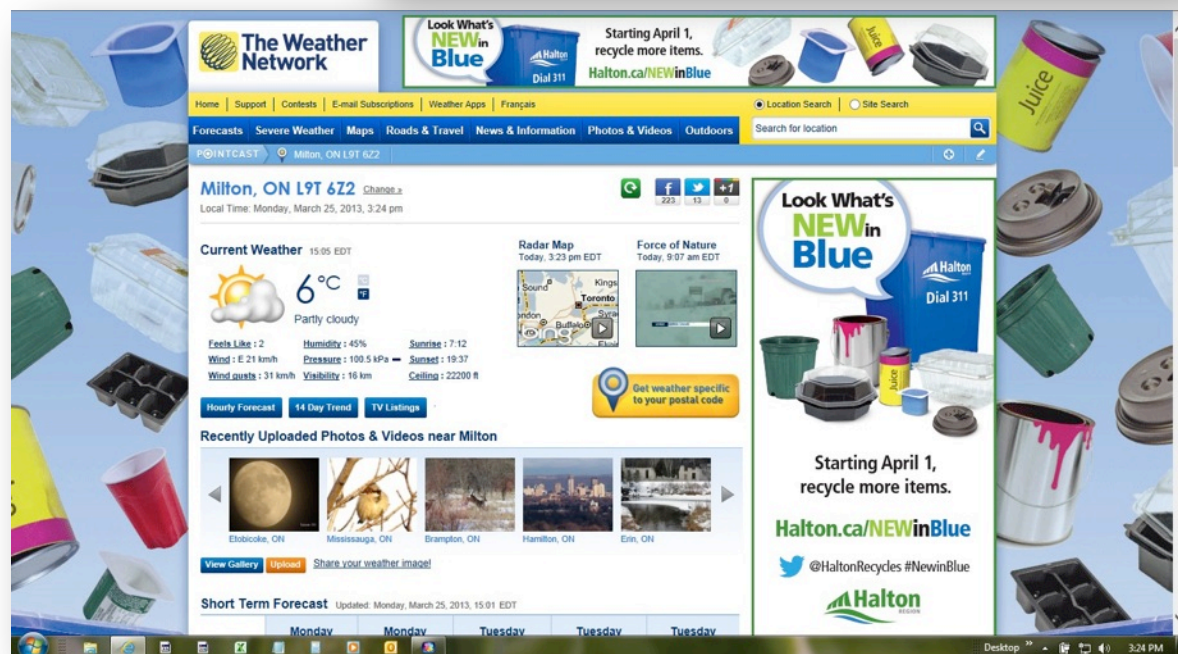 The Weather
Network
Look What's
NEW in
Blue
Halton
Dial 311
Starting April 1,
recycle more items.
Halton.ca/NEWinBlue
Juice
Home | Support | Contests | E-mail Subscriptions | Weather Apps | Français
Location Search | Site Search
Forecasts Severe Weather Maps Roads & Travel News & Information Photos & Videos Outdoors
Search for location
POINTCAST Milton, ON L9T 6Z2
Milton, ON L9T 6Z2 Change »
223 13 +1 0
Local Time: Monday, March 25, 2013, 3:24 pm
Current Weather 15:05 EDT
6°C
°C
°F
Partly cloudy
Feels Like : 2 Humidity : 45% Sunrise : 7:12
Wind : E 21 km/h Pressure : 100.5 kPa Sunset : 19:37
Wind gusts : 31 km/h Visibility : 16 km Ceiling : 22200 ft
Radar Map
Today, 3:23 pm EDT
Sound
Kings
Toronto
Buffalo
bing
Force of Nature
Today, 9:07 am EDT
Get weather specific
to your postal code
Hourly Forecast 14 Day Trend TV Listings
Recently Uploaded Photos & Videos near Milton
Etobicoke, ON Mississauga, ON Brampton, ON Hamilton, ON Erin, ON
View Gallery Upload Share your weather image!
Short Term Forecast Updated: Monday, March 25, 2013, 15:01 EDT
Monday Monday Tuesday Tuesday Tuesday
Look What's
NEW in
Blue
Halton
REGION
Dial 311
Juice
Starting April 1,
recycle more items.
Halton.ca/NEWinBlue
@HaltonRecycles #NewinBlue
Halton
REGION
Juice
Desktop 3:24 PM